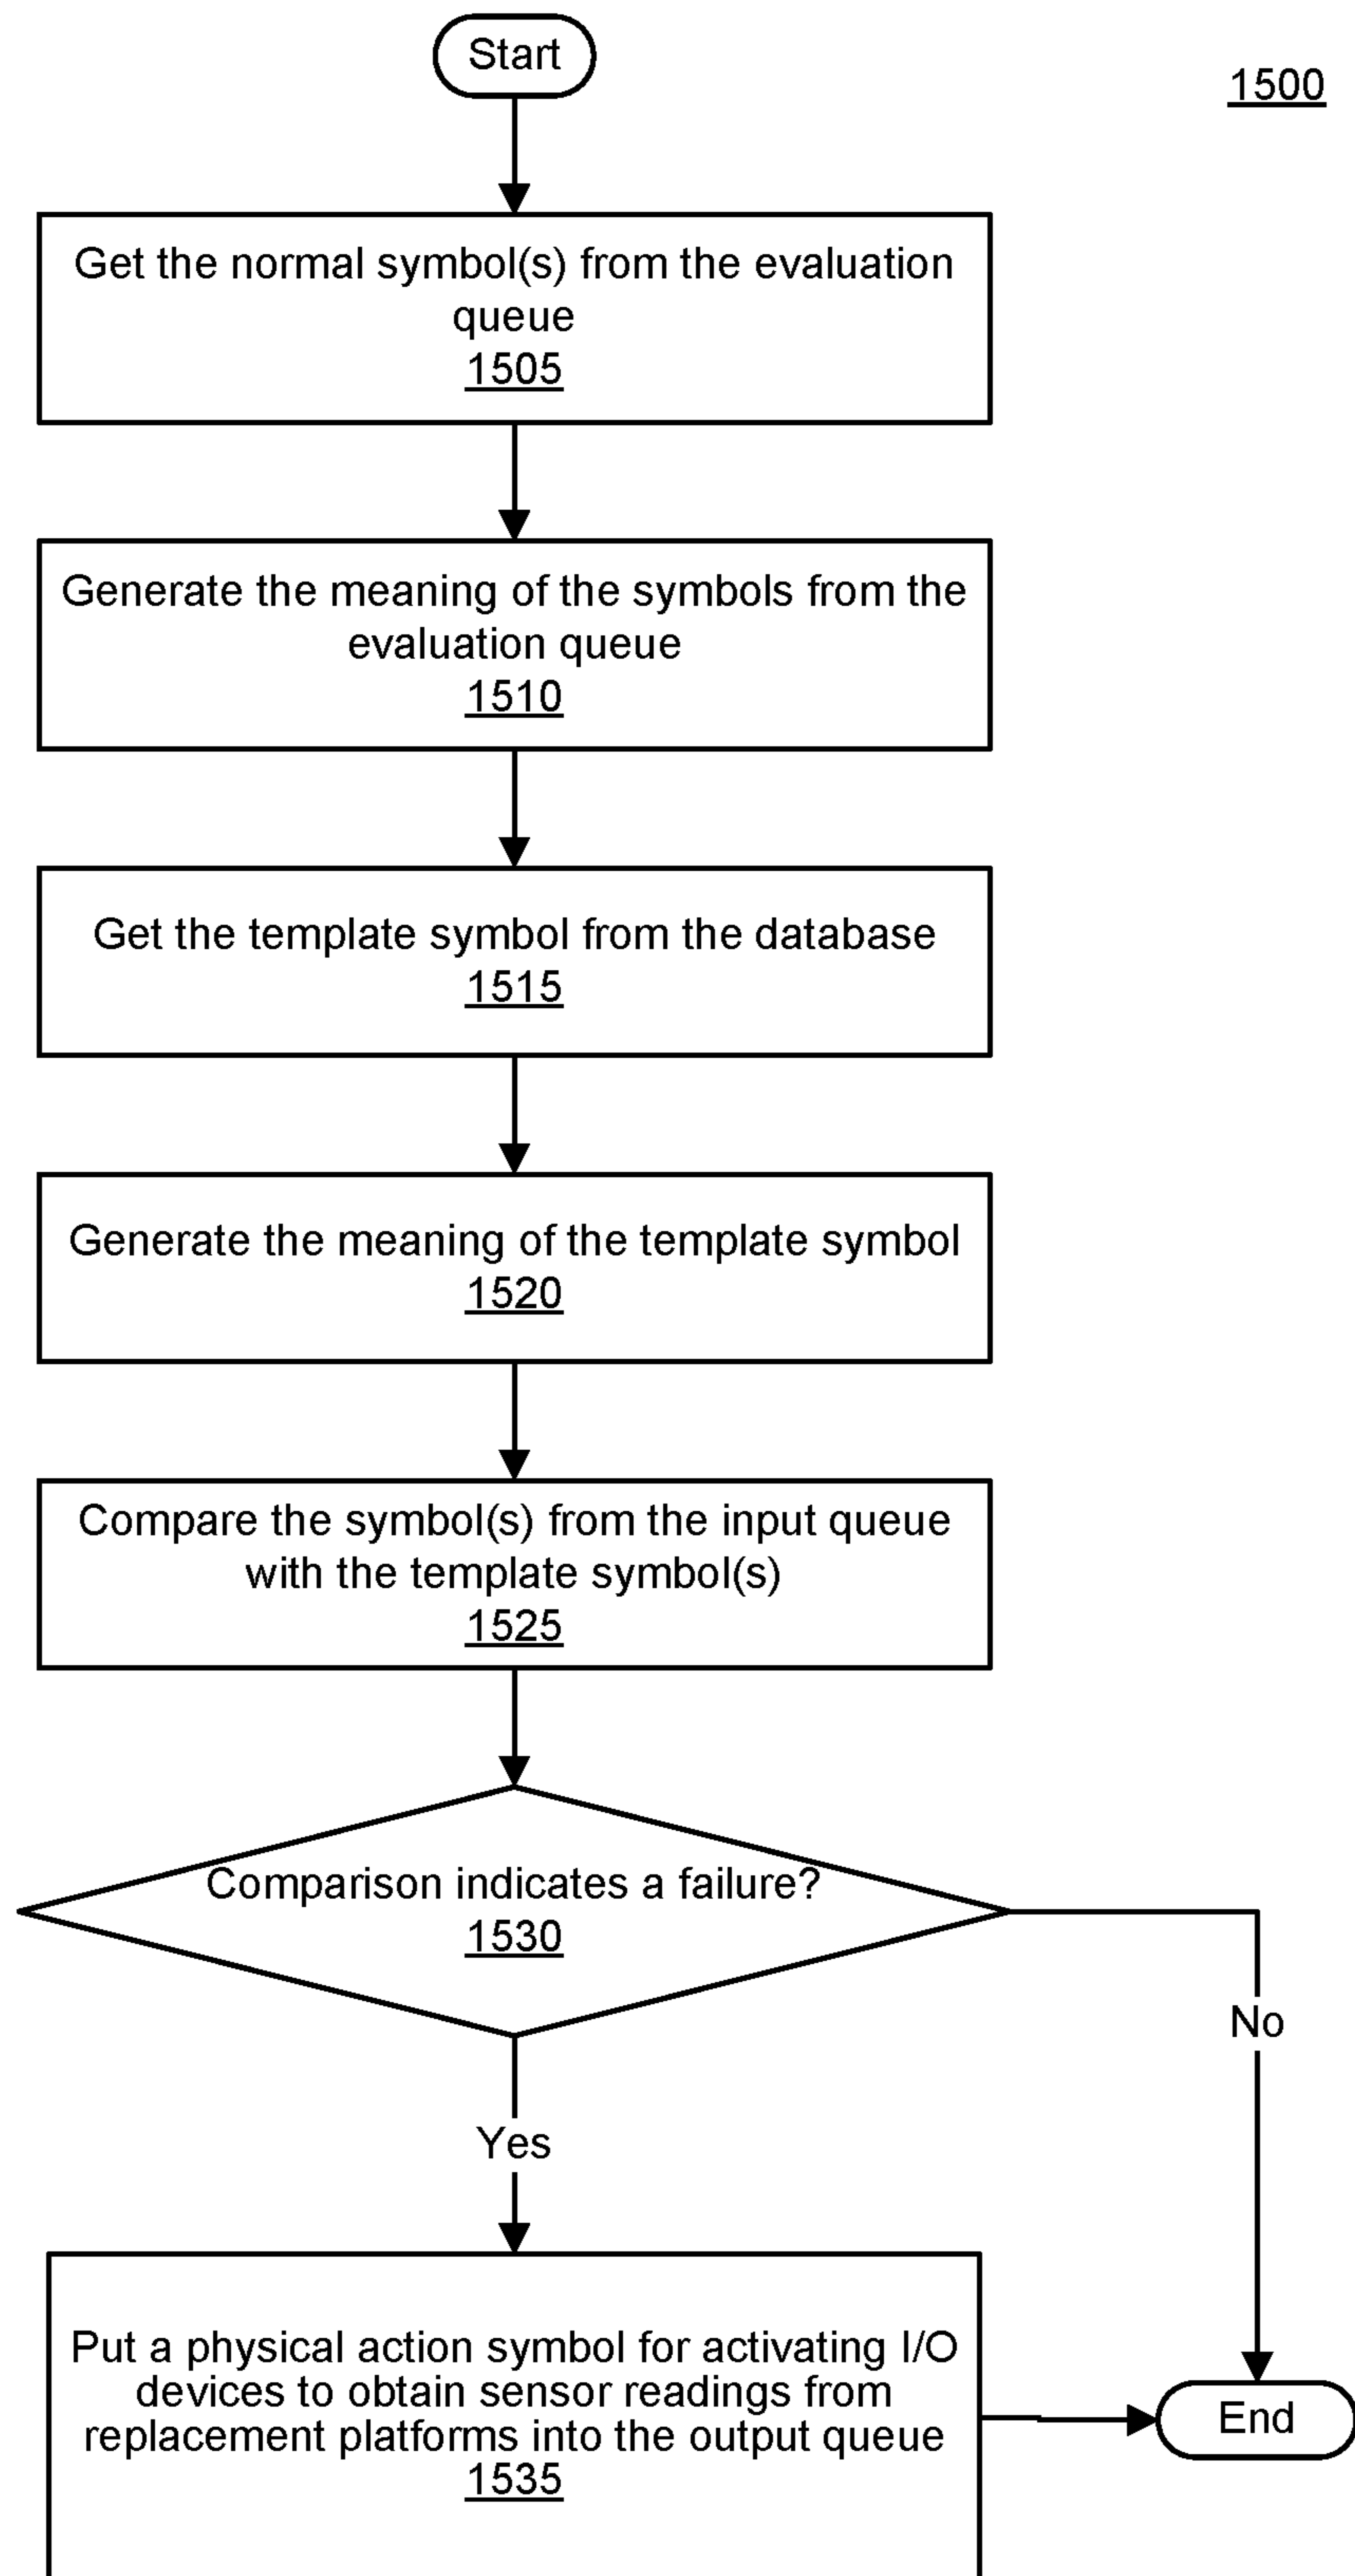 Start
1500
Get the normal symbol(s) from the evaluation
queue
1505
Generate the meaning of the symbols from the
evaluation queue
1510
Get the template symbol from the database
1515
Generate the meaning of the template symbol
1520
Compare the symbol(s) from the input queue
with the template symbol(s)
1525
Comparison indicates a failure?
1530
No
Yes
Put a physical action symbol for activating I/O
devices to obtain sensor readings from
replacement platforms into the output queue
1535
End